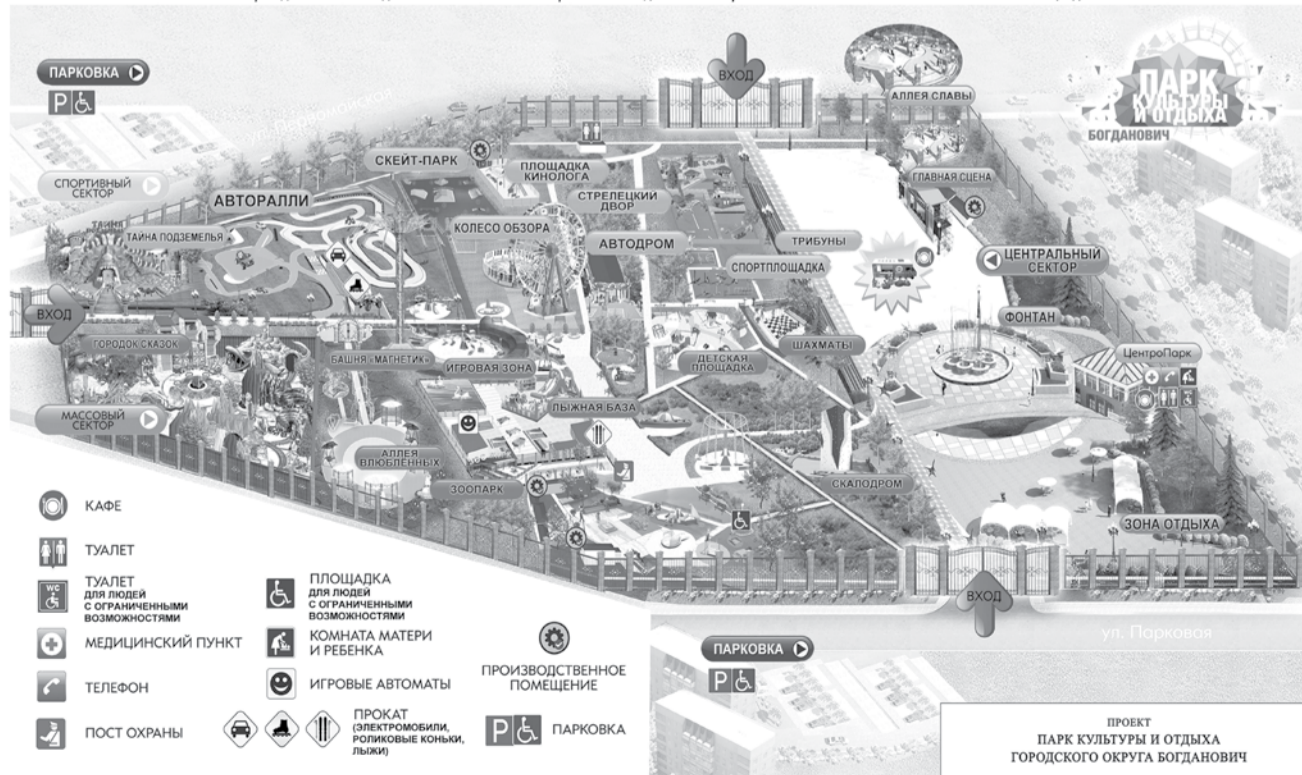 ПАРКОВКА
P
СПОРТИВНЫЙ
СЕКТОР
АВТОРАЛЛИ
ТАЙНА ПОДЗЕМЕЛЬЯ
СКЕЙТ-ПАРК
ПЛОЩАДКА
КИНОЛОГА
СТРЕЛЕЦКИЙ
ДВОР
КОЛЕСО ОБЗОРА
АВТОДРОМ
ВХОД
АЛЛЕЯ СЛАВЫ
ПАРК
КУЛЬТУРЫ
И ОТДЫХА
БОГДАНОВИЧ
ГЛАВНАЯ СЦЕНА
ТРИБУНЫ
СПОРТПЛОЩАДКА
ЦЕНТРАЛЬНЫЙ
СЕКТОР
ВХОД
ГОРОДОК СКАЗОК
БАШНЯ «МАГНЕТИК»
ИГРОВАЯ ЗОНА
ДЕТСКАЯ
ПЛОЩАДКА
ШАХМАТЫ
ФОНТАН
ЦентроПарк
МАССОВЫЙ
СЕКТОР
ЛЫЖНАЯ БАЗА
АЛЛЕЯ
ВЛЮБЛЁННЫХ
ЗООПАРК
СКАЛОДРОМ
ЗОНА ОТДЫХА
ВХОД
ул. Парковая
ПАРКОВКА
P
КАФЕ
ТУАЛЕТ
WC
ТУАЛЕТ
ДЛЯ ЛЮДЕЙ
С ОГРАНИЧЕННЫМИ
ВОЗМОЖНОСТЯМИ
МЕДИЦИНСКИЙ ПУНКТ
ТЕЛЕФОН
ПОСТ ОХРАНЫ
ПЛОЩАДКА
ДЛЯ ЛЮДЕЙ
С ОГРАНИЧЕННЫМИ
ВОЗМОЖНОСТЯМИ
КОМНАТА МАТЕРИ
И РЕБЕНКА
ИГРОВЫЕ АВТОМАТЫ
ПРОКАТ
(ЭЛЕКТРОМОБИЛИ,
РОЛИКОВЫЕ КОНЬКИ,
ЛЫЖИ)
ПРОИЗВОДСТВЕННОЕ
ПОМЕЩЕНИЕ
P
ПАРКОВКА
ПРОЕКТ
ПАРК КУЛЬТУРЫ И ОТДЫХА
ГОРОДСКОГО ОКРУГА БОГДАНОВИЧ